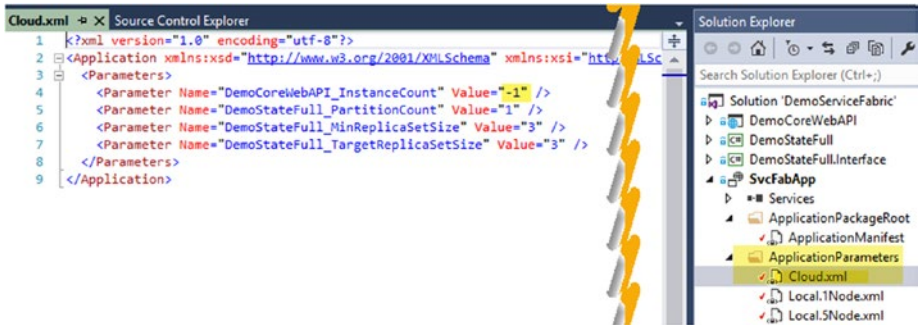 Cloud.xml
Source Control Explorer
1 <?xml version="1.0" encoding="utf-8"?>
2 <Application xmlns:xsd="http://www.w3.org/2001/XMLSchema" xmlns:xsi="htt
3 <Parameters>
4 <Parameter Name="DemoCoreWebAPI_InstanceCount" Value="-1" />
5 <Parameter Name="DemoStateFull_PartitionCount" Value="1" />
6 <Parameter Name="DemoStateFull_MinReplicaSetSize" Value="3" />
7 <Parameter Name="DemoStateFull_TargetReplicaSetSize" Value="3" />
8 </Parameters>
9 </Application>
Solution Explorer
Search Solution Explorer (Ctrl+;)
Solution 'DemoServiceFabric'
DemoCoreWebAPI
DemoStateFull
DemoStateFull.Interface
SvcFabApp
Services
ApplicationPackageRoot
ApplicationManifest
ApplicationParameters
Cloud.xml
Local.1Node.xml
Local.5Node.xml